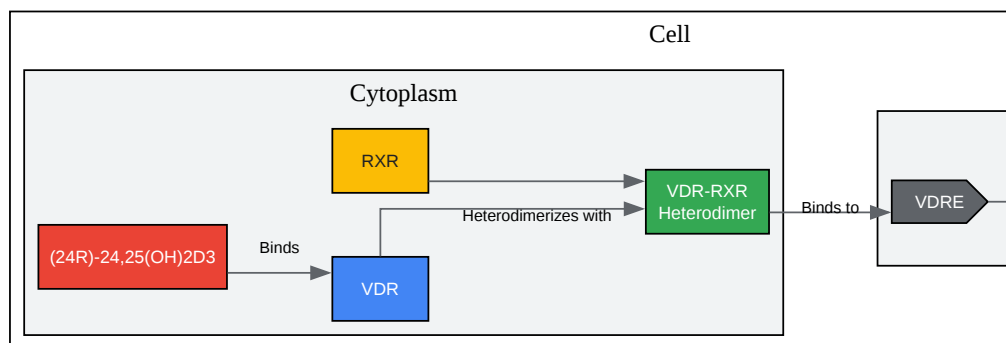 Cell
Cytoplasm
RXR
VDR-RXR
Heterodimer
VDRE
Binds to
Heterodimerizes with
(24R)-24,25(OH)2D3
Binds
VDR